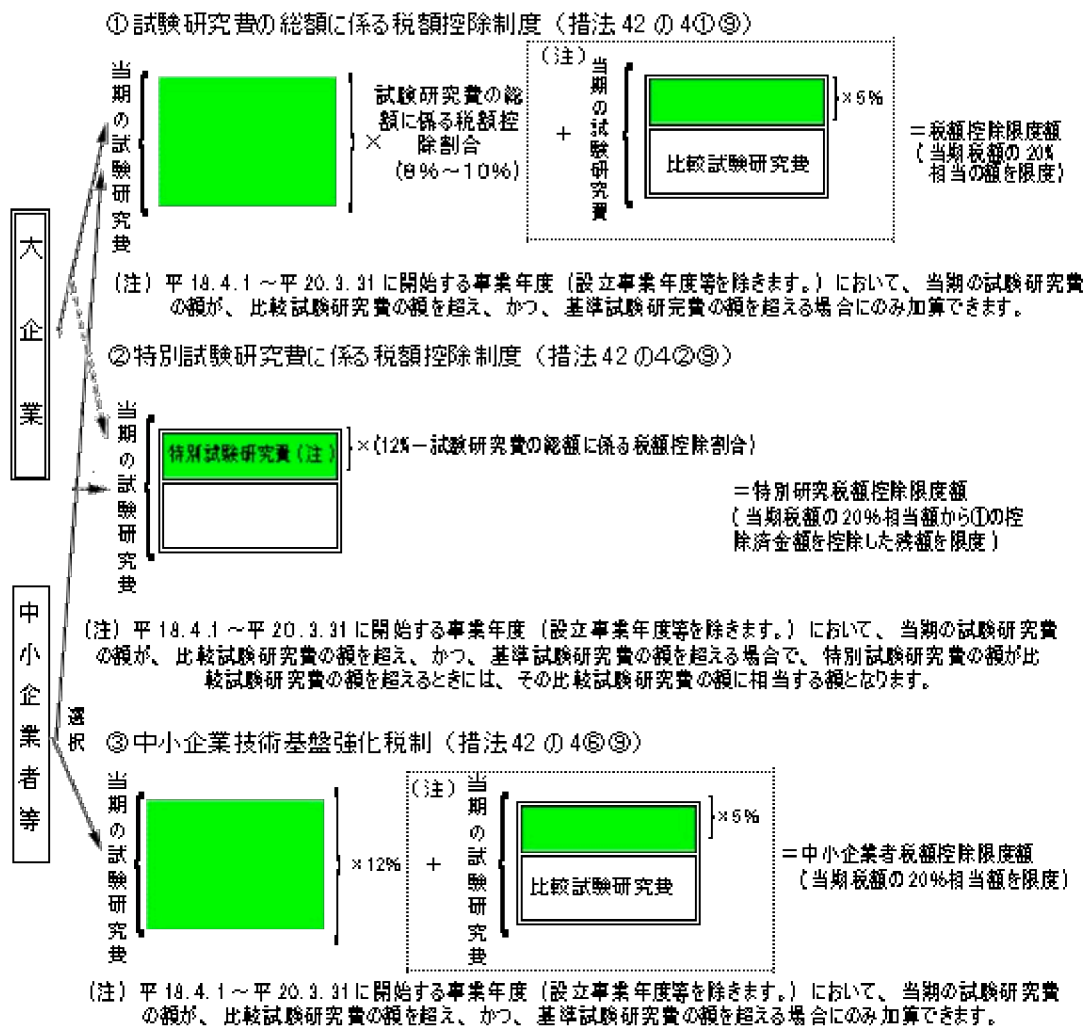 ①試験研究費の総額に係る税額控除制度（措法42の4①⑨）
当期の試験研究費
試験研究費の総
額に係る税額控
除割合
×
(8%～10%)
（注）
+
当期の試験研究費
×5%
比較試験研究費
＝税額控除限度額
（当期税額の20%
相当の額を限度）
（注）平18.4.1～平20.3.31に開始する事業年度（設立事業年度等を除きます。）において、当期の試験研究費
の額が、比較試験研究費の額を超え、かつ、基準試験研究費の額を超える場合にのみ加算できます。
大企業
②特別試験研究費に係る税額控除制度（措法42の4②⑨）
当期の試験研究費
特別試験研究費（注）
×(12%－試験研究費の総額に係る税額控除割合)
＝特別研究税額控除限度額
（当期税額の20%相当額から①の控
除済金額を控除した残額を限度）
（注）平18.4.1～平20.3.31に開始する事業年度（設立事業年度等を除きます。）において、当期の試験研究費
の額が、比較試験研究費の額を超え、かつ、基準試験研究費の額を超える場合で、特別試験研究費の額が比
較試験研究費の額を超えるときには、その比較試験研究費の額に相当する額となります。
中小企業者等
③中小企業技術基盤強化税制（措法42の4⑥⑨）
当期の試験研究費
×12%
（注）
+
当期の試験研究費
×5%
比較試験研究費
＝中小企業者税額控除限度額
（当期税額の20%相当額を限度）
（注）平18.4.1～平20.3.31に開始する事業年度（設立事業年度等を除きます。）において、当期の試験研究費
の額が、比較試験研究費の額を超え、かつ、基準試験研究費の額を超える場合にのみ加算できます。